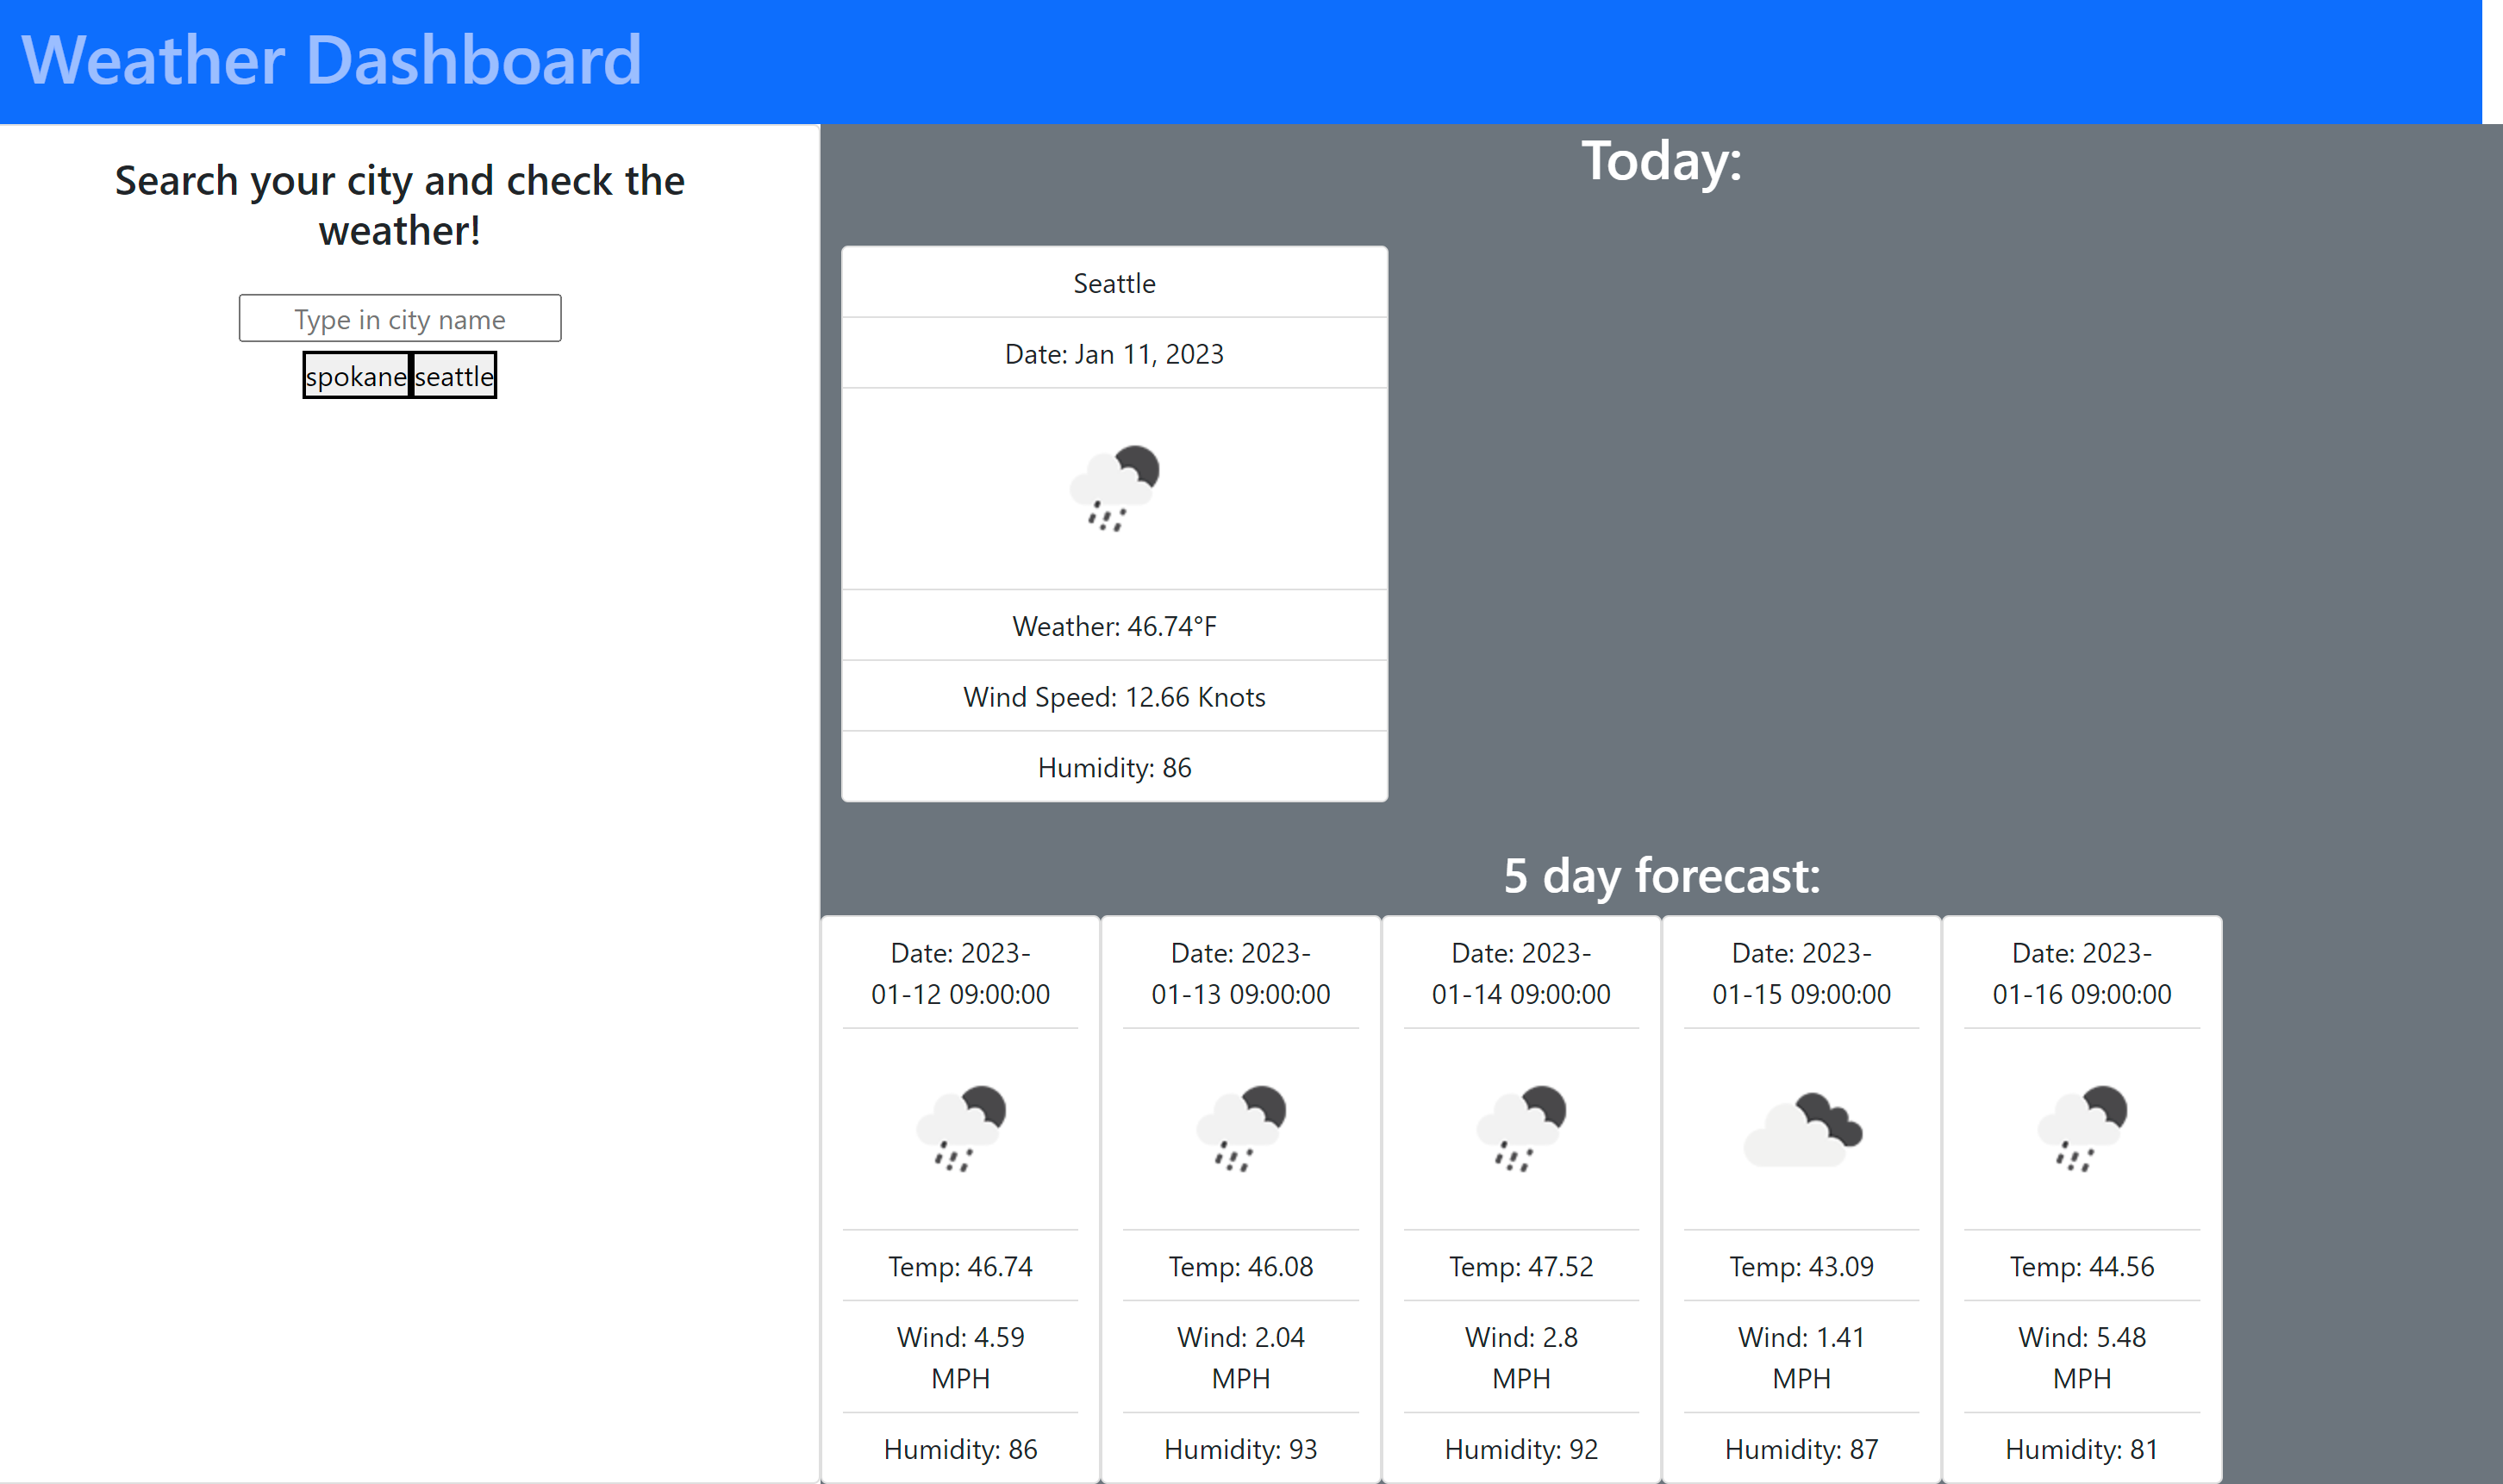 Weather Dashboard
Search your city and check the
weather!
Type in city name
spokane seattle
Today:
Seattle
Date: Jan 11, 2023
Weather: 46.74°F
Wind Speed: 12.66 Knots
Humidity: 86
5 day forecast:
Date: 2023-
01-12 09:00:00
Temp: 46.74
Wind: 4.59
MPH
Humidity: 86
Date: 2023-
01-13 09:00:00
Temp: 46.08
Wind: 2.04
MPH
Humidity: 93
Date: 2023-
01-14 09:00:00
Temp: 47.52
Wind: 2.8
MPH
Humidity: 92
Date: 2023-
01-15 09:00:00
Temp: 43.09
Wind: 1.41
MPH
Humidity: 87
Date: 2023-
01-16 09:00:00
Temp: 44.56
Wind: 5.48
MPH
Humidity: 81